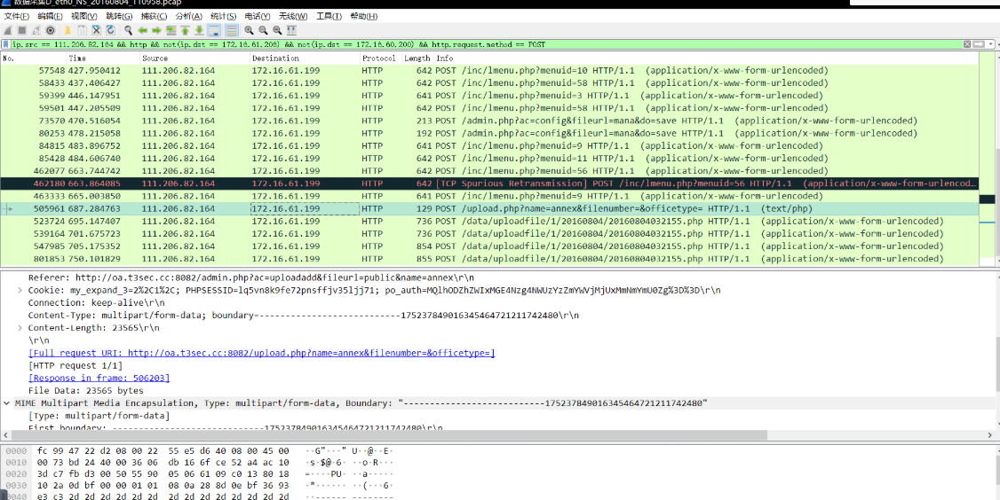 数据采集D_eth0_NS_20160804_110958.pcap
文件(F) 编辑(E) 视图(V) 跳转(G) 捕获(C) 分析(A) 统计(S) 电话(Y) 无线(W) 工具(T) 帮助(H)
ip.src == 111.206.82.164 && http && not(ip.dst == 172.16.61.206) && not(ip.dst == 172.16.60.200) && http.request.method == POST
No. Time Source Destination Protocol Length Info
57548 427.950412 111.206.82.164 172.16.61.199 HTTP 642 POST /inc/lmenu.php?menuid=10 HTTP/1.1 (application/x-www-form-urlencoded)
58433 437.406427 111.206.82.164 172.16.61.199 HTTP 642 POST /inc/lmenu.php?menuid=58 HTTP/1.1 (application/x-www-form-urlencoded)
59399 446.147951 111.206.82.164 172.16.61.199 HTTP 641 POST /inc/lmenu.php?menuid=3 HTTP/1.1 (application/x-www-form-urlencoded)
59501 447.205509 111.206.82.164 172.16.61.199 HTTP 642 POST /inc/lmenu.php?menuid=58 HTTP/1.1 (application/x-www-form-urlencoded)
73570 470.516054 111.206.82.164 172.16.61.199 HTTP 213 POST /admin.php?ac=config&fileurl=mana&do=save HTTP/1.1 (application/x-www-form-urlencoded)
80253 478.215058 111.206.82.164 172.16.61.199 HTTP 192 POST /admin.php?ac=config&fileurl=mana&do=save HTTP/1.1 (application/x-www-form-urlencoded)
84815 483.896752 111.206.82.164 172.16.61.199 HTTP 641 POST /inc/lmenu.php?menuid=9 HTTP/1.1 (application/x-www-form-urlencoded)
85428 484.606740 111.206.82.164 172.16.61.199 HTTP 642 POST /inc/lmenu.php?menuid=11 HTTP/1.1 (application/x-www-form-urlencoded)
462077 663.744742 111.206.82.164 172.16.61.199 HTTP 642 POST /inc/lmenu.php?menuid=56 HTTP/1.1 (application/x-www-form-urlencoded)
462180 663.864085 111.206.82.164 172.16.61.199 HTTP 642 [TCP Spurious Retransmission] POST /inc/lmenu.php?menuid=56 HTTP/1.1 (application/x-www-form-urlencod…
463333 665.003850 111.206.82.164 172.16.61.199 HTTP 641 POST /inc/lmenu.php?menuid=9 HTTP/1.1 (application/x-www-form-urlencoded)
505961 687.284763 111.206.82.164 172.16.61.199 HTTP 129 POST /upload.php?name=annex&filenumber=&officetype= HTTP/1.1 (text/php)
523724 695.147407 111.206.82.164 172.16.61.199 HTTP 736 POST /data/uploadfile/1/20160804/20160804032155.php HTTP/1.1 (application/x-www-form-urlencoded)
539164 701.675723 111.206.82.164 172.16.61.199 HTTP 736 POST /data/uploadfile/1/20160804/20160804032155.php HTTP/1.1 (application/x-www-form-urlencoded)
547985 705.175352 111.206.82.164 172.16.61.199 HTTP 854 POST /data/uploadfile/1/20160804/20160804032155.php HTTP/1.1 (application/x-www-form-urlencoded)
801853 750.101829 111.206.82.164 172.16.61.199 HTTP 855 POST /data/uploadfile/1/20160804/20160804032155.php HTTP/1.1 (application/x-www-form-urlencoded)
Referer: http://oa.t3sec.cc:8082/admin.php?ac=uploadadd&fileurl=public&name=annex\r\n
Cookie: my_expand_3=2%2C1%2C; PHPSESSID=lq5vn8k9fe72pnsffjv35ljj71; po_auth=MQlhODZhZWIxMGE4Nzg4NWUzYzZmYWVjMjUxMmNmYmU0Zg%3D%3D\r\n
Connection: keep-alive\r\n
Content-Type: multipart/form-data; boundary=---------------------------175237849016345464721211742480\r\n
Content-Length: 23565\r\n
\r\n
[Full request URI: http://oa.t3sec.cc:8082/upload.php?name=annex&filenumber=&officetype=]
[HTTP request 1/1]
[Response in frame: 506203]
File Data: 23565 bytes
MIME Multipart Media Encapsulation, Type: multipart/form-data, Boundary: "---------------------------175237849016345464721211742480"
[Type: multipart/form-data]
First boundary: -----------------------------175237849016345464721211742480\r\n
0000 fc 99 47 22 d2 08 00 22 55 e5 d6 40 08 00 45 00 ··G"···" U··@··E·
0010 00 73 bd 24 40 00 36 06 db 16 6f ce 52 a4 ac 10 ·s·$@·6· ··o·R···
0020 3d c7 fb d3 00 50 55 90 05 06 61 09 c0 13 80 18 =····PU· ··a·····
0030 10 2a 0d bf 00 00 01 01 08 0a 28 8d 0e bf 36 93 ·*······ ··(···6·
0040 e3 c3 2d 2d 2d 2d 2d 2d 2d 2d 2d 2d 2d 2d 2d 2d ··------ --------